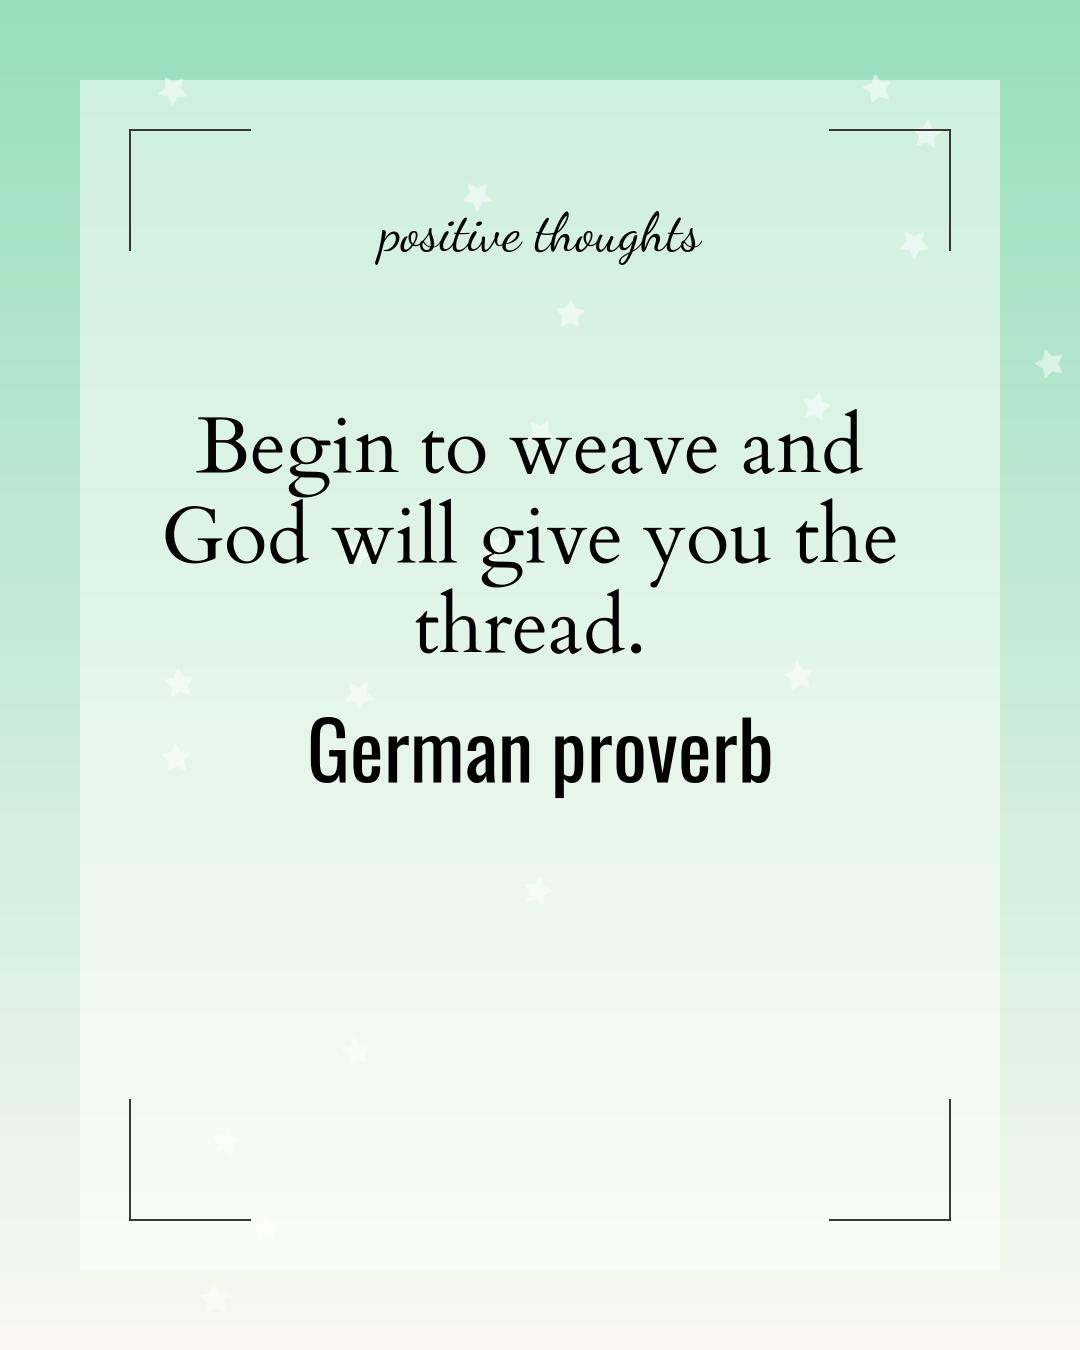 positive thoughts
Begin to weave and
God will give you the
thread.
German proverb